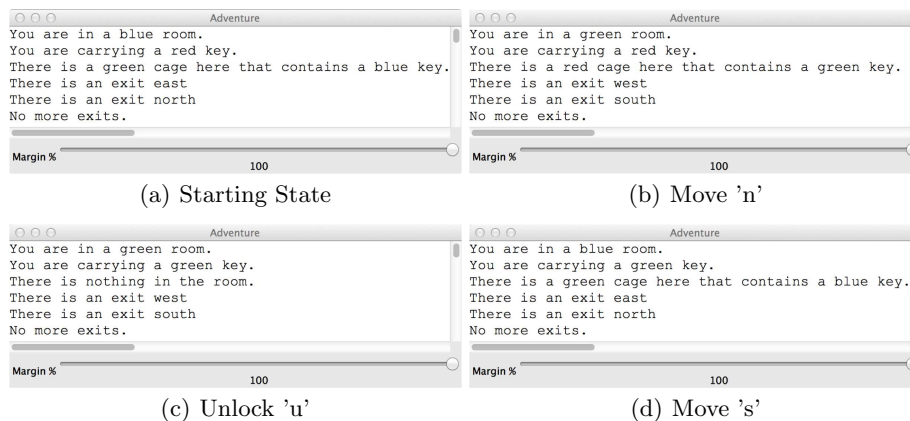 Adventure
You are in a blue room.
You are carrying a red key.
There is a green cage here that contains a blue key.
There is an exit east
There is an exit north
No more exits.
Margin %
100
(a) Starting State
Adventure
You are in a green room.
You are carrying a red key.
There is a red cage here that contains a green key.
There is an exit west
There is an exit south
No more exits.
Margin %
100
(b) Move 'n'
Adventure
You are in a green room.
You are carrying a green key.
There is nothing in the room.
There is an exit west
There is an exit south
No more exits.
Margin %
100
(c) Unlock 'u'
Adventure
You are in a blue room.
You are carrying a green key.
There is a green cage here that contains a blue key.
There is an exit east
There is an exit north
No more exits.
Margin %
100
(d) Move 's'